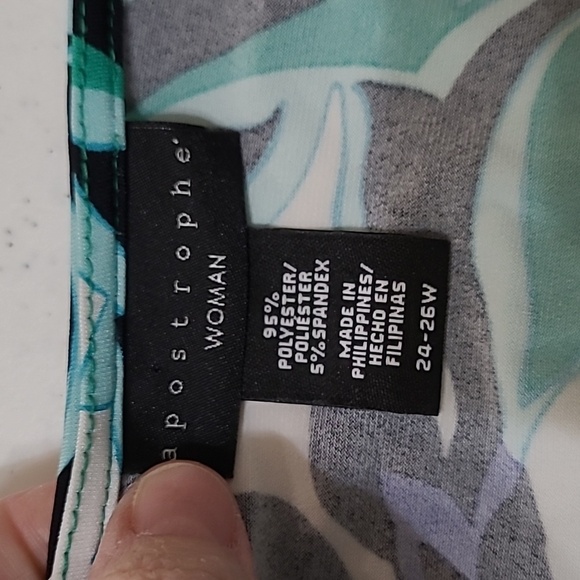 apostrophe
WOMAN
95%
POLYESTER/
POLIÉSTER
5% SPANDEX
MADE IN
PHILIPPINES/
HECHO EN
FILIPINAS
24-26W